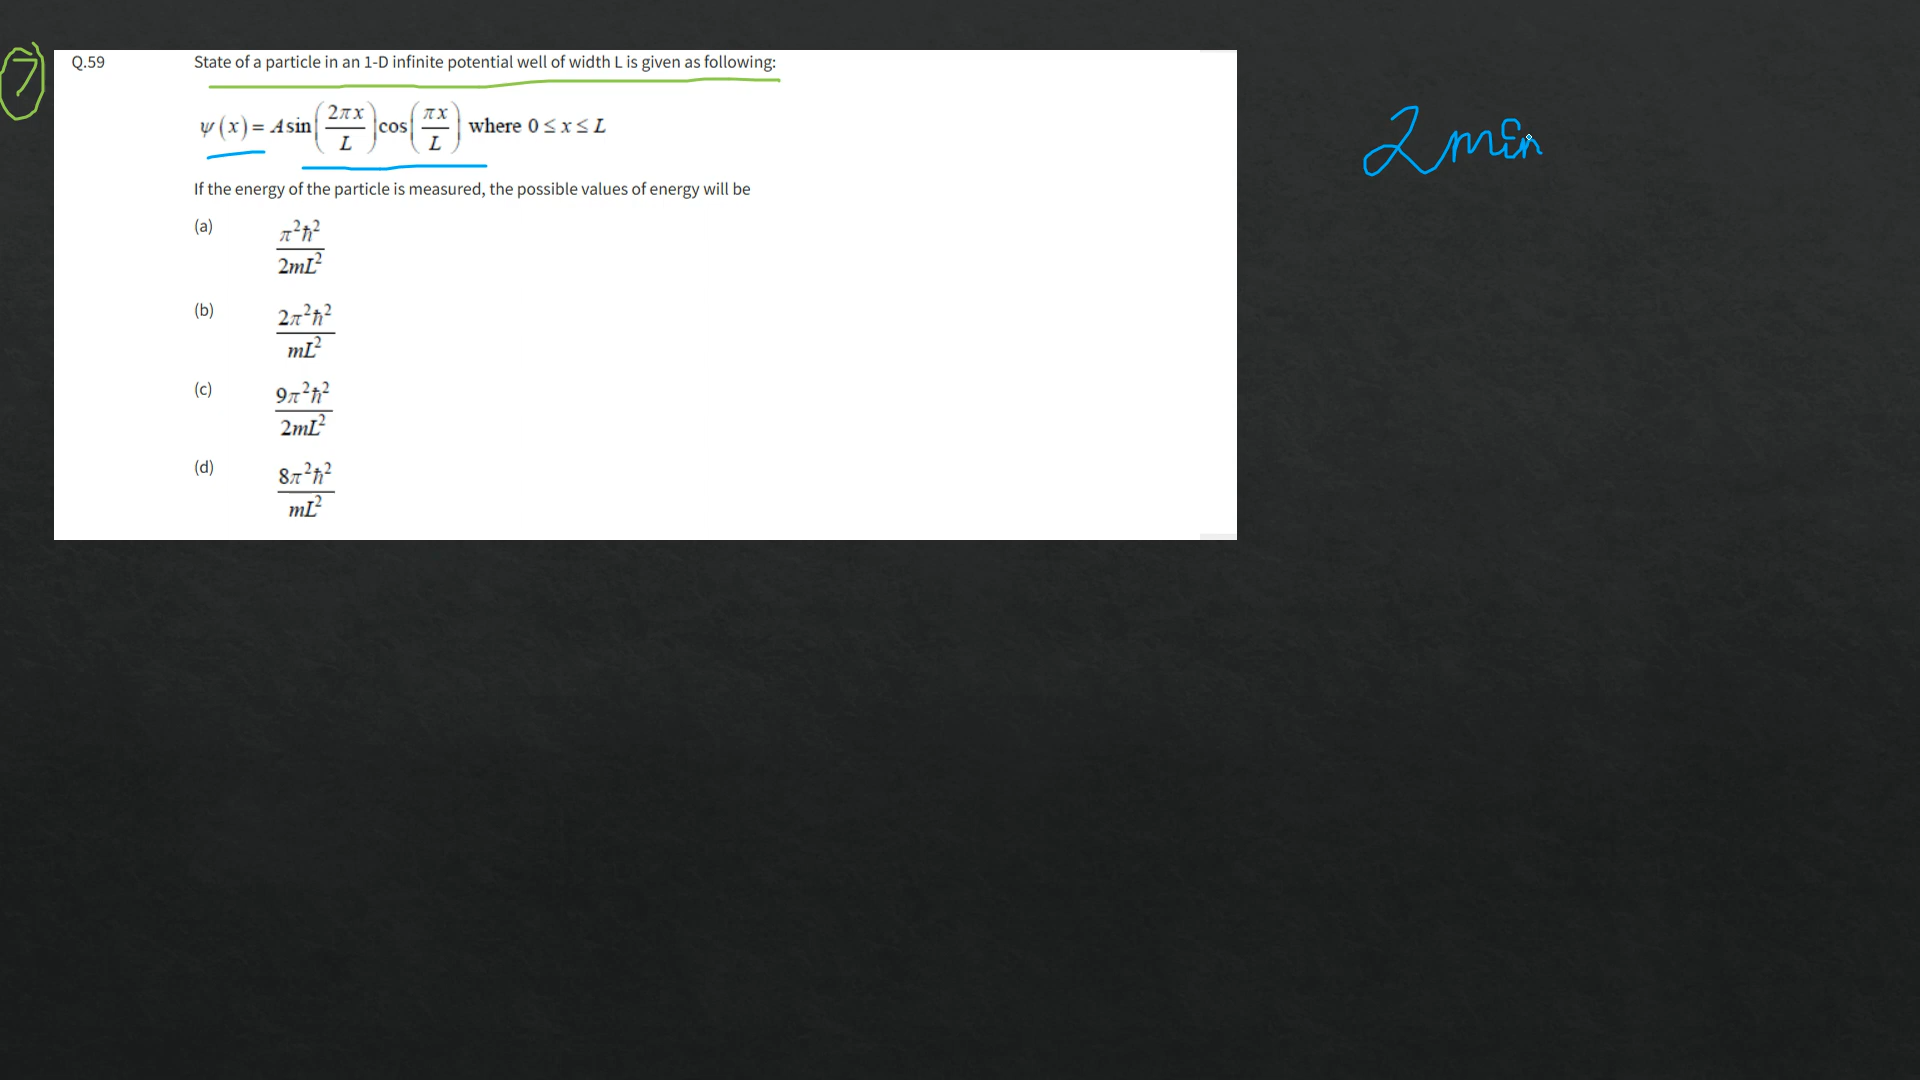 7
Q.59 State of a particle in an 1-D infinite potential well of width L is given as following:
ψ(x) = A sin(2πx/L) cos(πx/L) where 0 ≤ x ≤ L
2 min
If the energy of the particle is measured, the possible values of energy will be
(a) π²ħ²/2mL²
(b) 2π²ħ²/mL²
(c) 9π²ħ²/2mL²
(d) 8π²ħ²/mL²